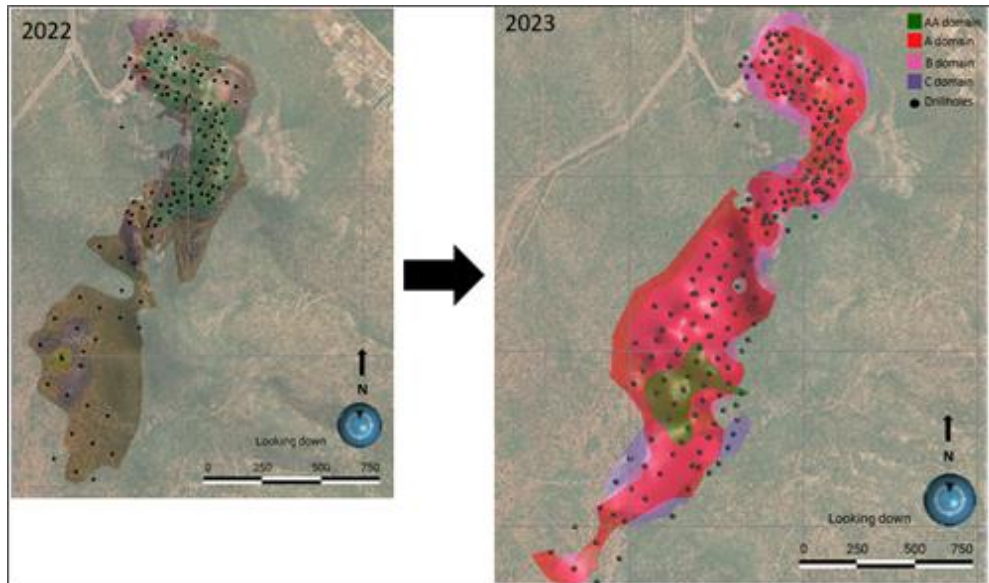 2022
N
Looking down
0 250 500 750
2023
AA domain
A domain
B domain
C domain
Drillholes
N
Looking down
0 250 500 750